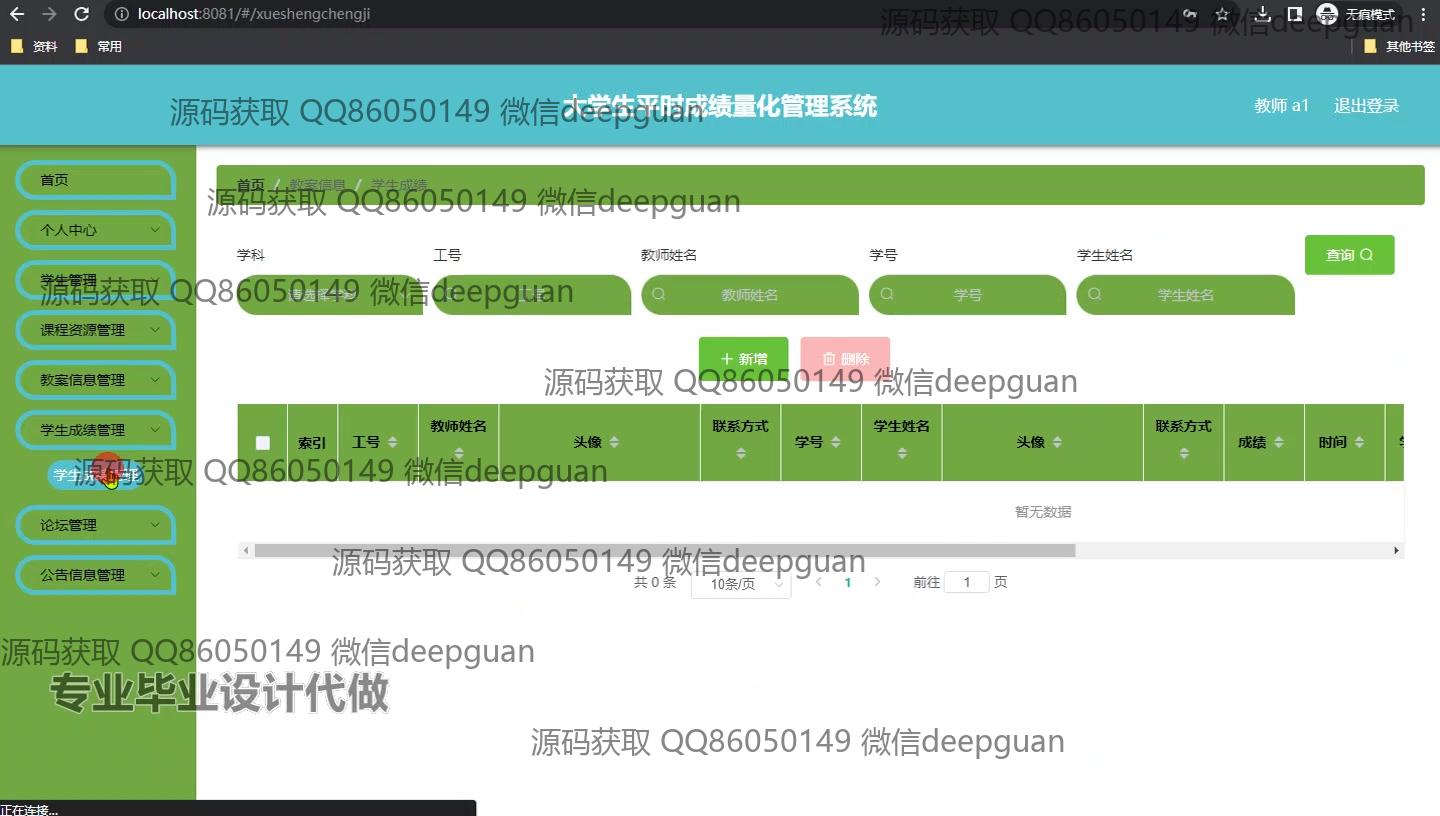 localhost:8081/#/xueshengchengji
无痕模式
资料 常用 其他书签
源码获取 QQ86050149 微信deepguan
大学生平时成绩量化管理系统
教师 a1 退出登录
源码获取 QQ86050149 微信deepguan
首页 / 教案信息 / 学生成绩
源码获取 QQ86050149 微信deepguan
首页
个人中心
学生管理
源码获取 QQ86050149 微信deepguan
课程资源管理
教案信息管理
学生成绩管理
论坛管理
公告信息管理
学科 工号 教师姓名 学号 学生姓名 查询
请选择学科 工号 教师姓名 学号 学生姓名
新增 删除
源码获取 QQ86050149 微信deepguan
索引 工号 教师姓名 头像 联系方式 学号 学生姓名 头像 联系方式 成绩 时间
源码获取 QQ86050149 微信deepguan
暂无数据
源码获取 QQ86050149 微信deepguan
共 0 条 10条/页 1 前往 1 页
源码获取 QQ86050149 微信deepguan
专业毕业设计代做
源码获取 QQ86050149 微信deepguan
正在连接...